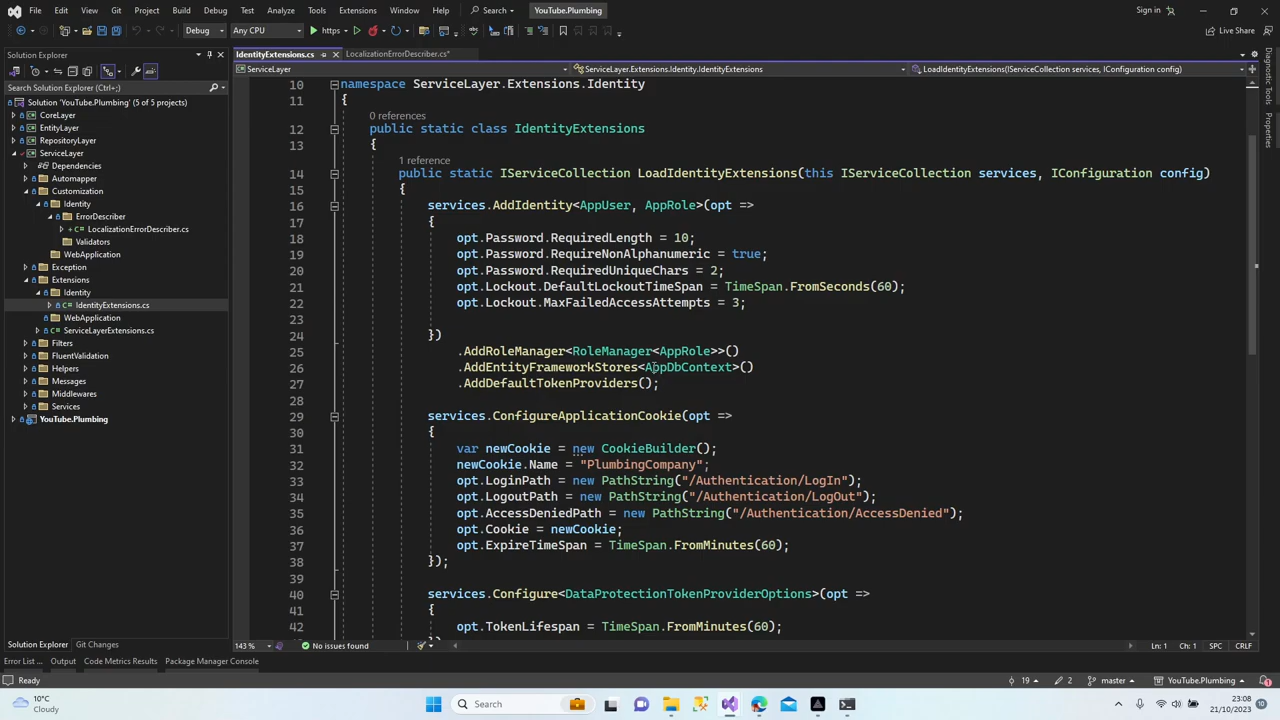 File Edit View Git Project Build Debug Test Analyze Tools Extensions Window Help Search YouTube.Plumbing Sign in
Debug Any CPU https Live Share
Solution Explorer
IdentityExtensions.cs LocalizationErrorDescriber.cs*
ServiceLayer ServiceLayer.Extensions.Identity.IdentityExtensions LoadIdentityExtensions(IServiceCollection services, IConfiguration config)
Search Solution Explorer (Ctrl+;)
Solution 'YouTube.Plumbing' (5 of 5 projects)
CoreLayer
EntityLayer
RepositoryLayer
ServiceLayer
Dependencies
Automapper
Customization
Identity
ErrorDescriber
LocalizationErrorDescriber.cs
Validators
WebApplication
Exception
Extensions
Identity
IdentityExtensions.cs
WebApplication
ServiceLayerExtensions.cs
Filters
FluentValidation
Helpers
Messages
Middlewares
Services
YouTube.Plumbing
10 namespace ServiceLayer.Extensions.Identity
11 {
0 references
12 public static class IdentityExtensions
13 {
1 reference
14 public static IServiceCollection LoadIdentityExtensions(this IServiceCollection services, IConfiguration config)
15 {
16 services.AddIdentity<AppUser, AppRole>(opt =>
17 {
18 opt.Password.RequiredLength = 10;
19 opt.Password.RequireNonAlphanumeric = true;
20 opt.Password.RequiredUniqueChars = 2;
21 opt.Lockout.DefaultLockoutTimeSpan = TimeSpan.FromSeconds(60);
22 opt.Lockout.MaxFailedAccessAttempts = 3;
23
24 })
25 .AddRoleManager<RoleManager<AppRole>>()
26 .AddEntityFrameworkStores<AppDbContext>()
27 .AddDefaultTokenProviders();
28
29 services.ConfigureApplicationCookie(opt =>
30 {
31 var newCookie = new CookieBuilder();
32 newCookie.Name = "PlumbingCompany";
33 opt.LoginPath = new PathString("/Authentication/LogIn");
34 opt.LogoutPath = new PathString("/Authentication/LogOut");
35 opt.AccessDeniedPath = new PathString("/Authentication/AccessDenied");
36 opt.Cookie = newCookie;
37 opt.ExpireTimeSpan = TimeSpan.FromMinutes(60);
38 });
39
40 services.Configure<DataProtectionTokenProviderOptions>(opt =>
41 {
42 opt.TokenLifespan = TimeSpan.FromMinutes(60);
Diagnostic Tools
Properties
Solution Explorer Git Changes
143 % No issues found Ln: 1 Ch: 1 SPC CRLF
Error List ... Output Code Metrics Results Package Manager Console
Ready 19 2 master YouTube.Plumbing
10°C
Cloudy
Search
23:08
21/10/2023